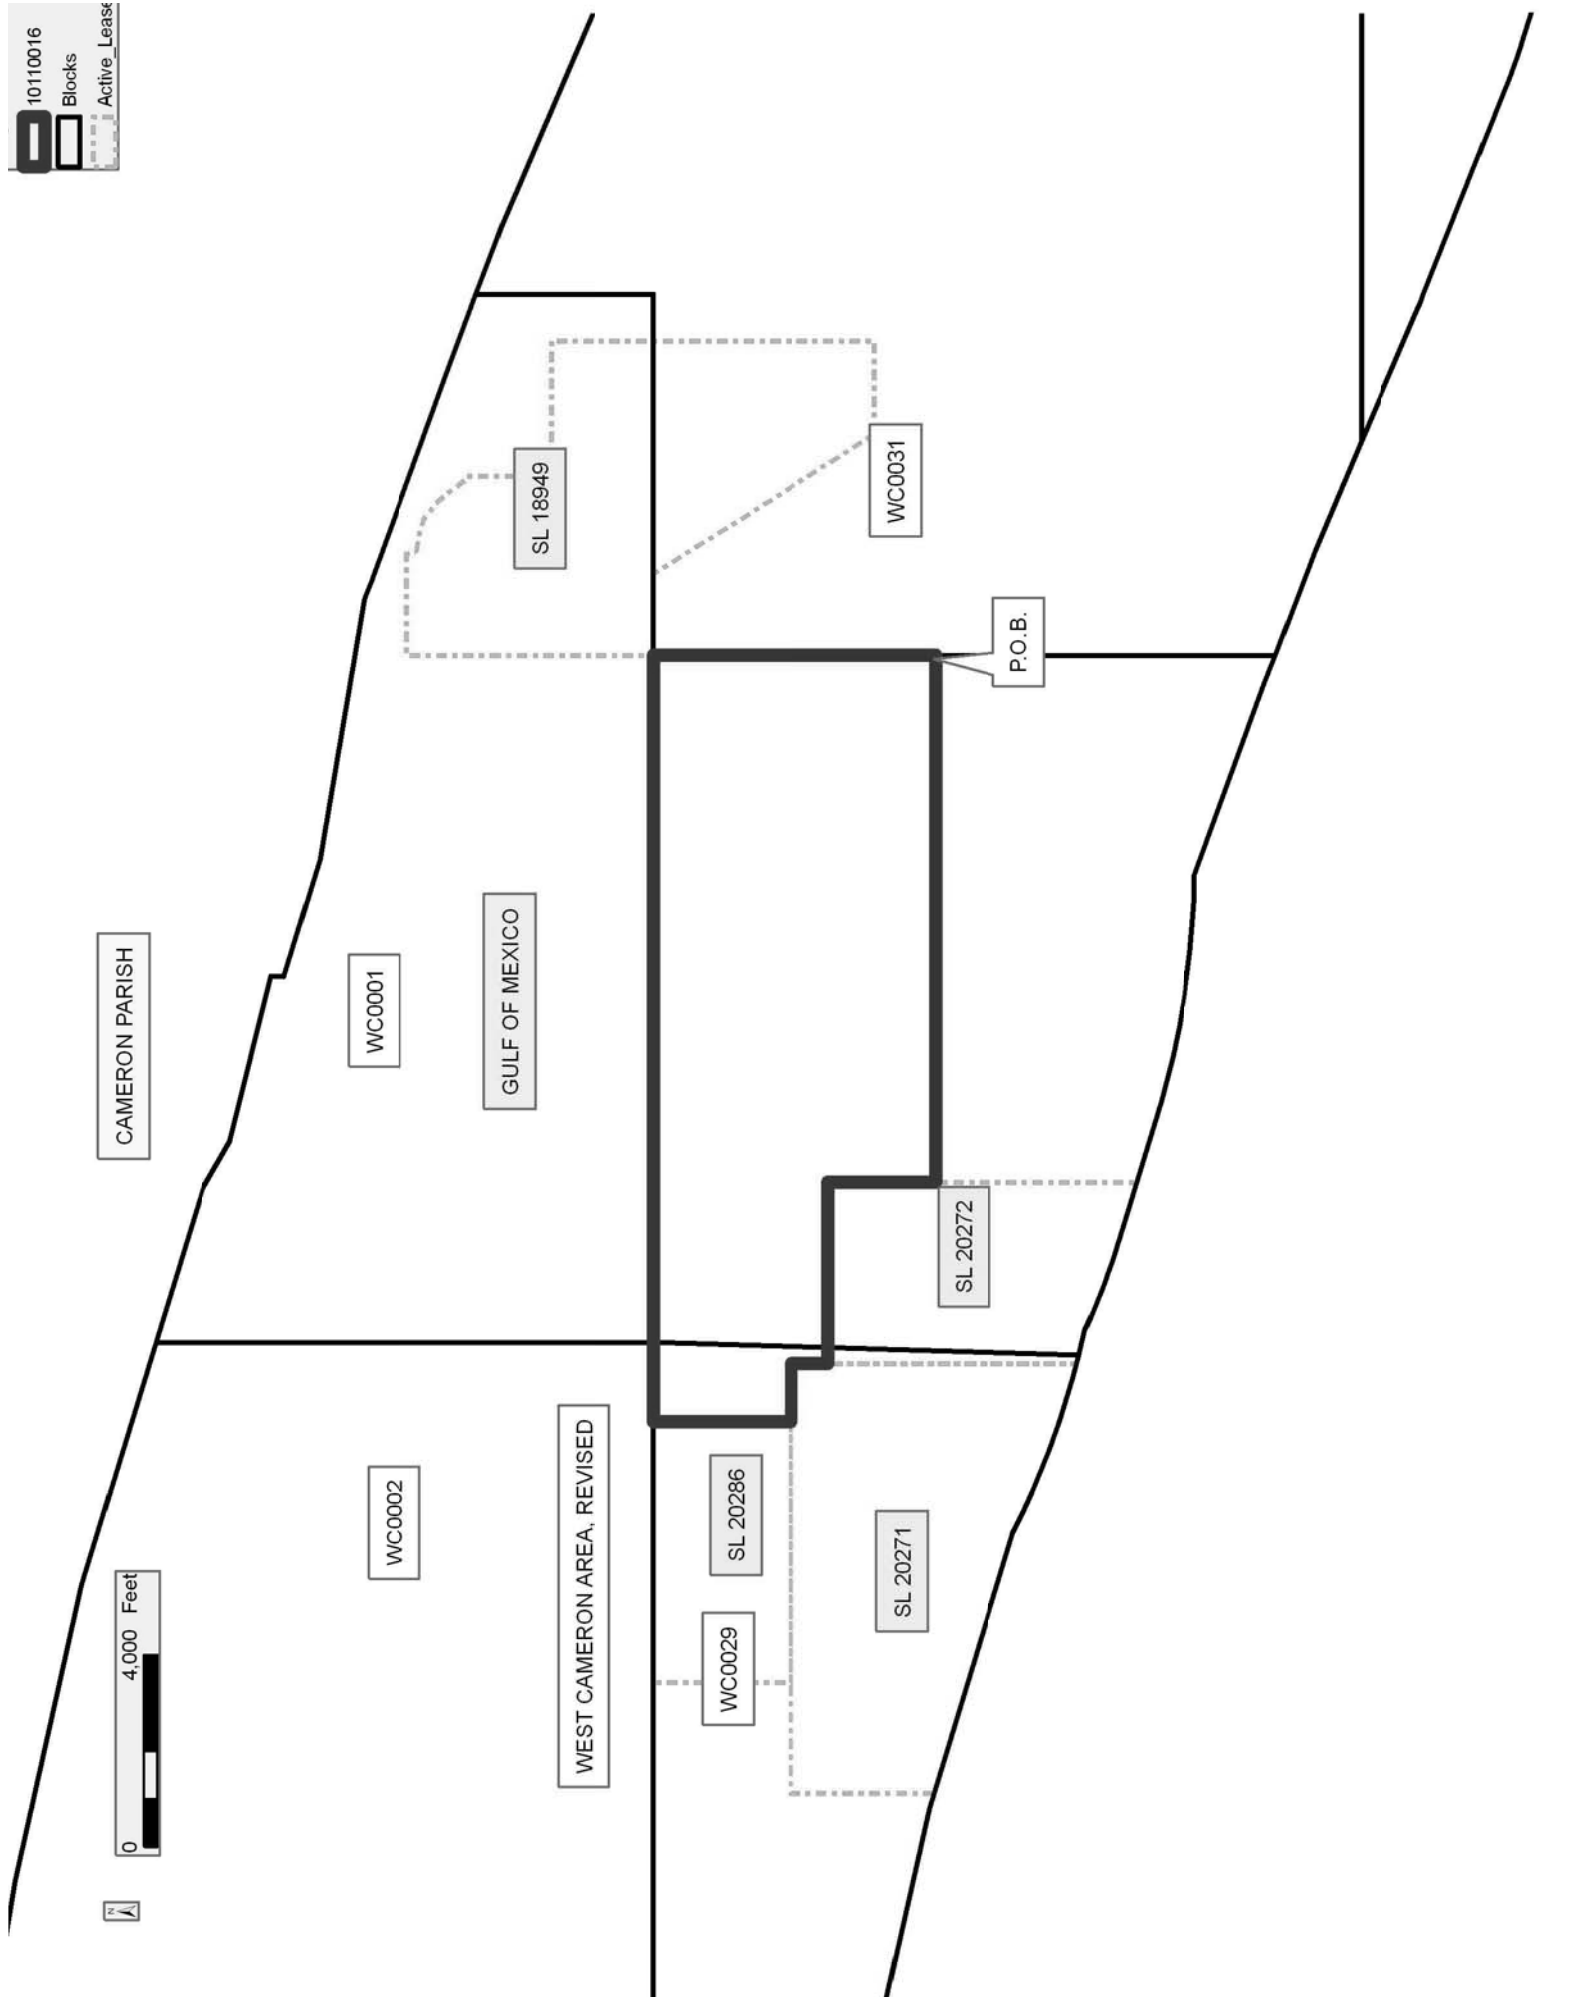 10110016
Blocks
Active_Lease
CAMERON PARISH
WC0001
GULF OF MEXICO
SL 18949
WC0031
P.O.B.
SL 20272
WC0002
WEST CAMERON AREA, REVISED
SL 20286
WC0029
SL 20271
0 4,000 Feet
N